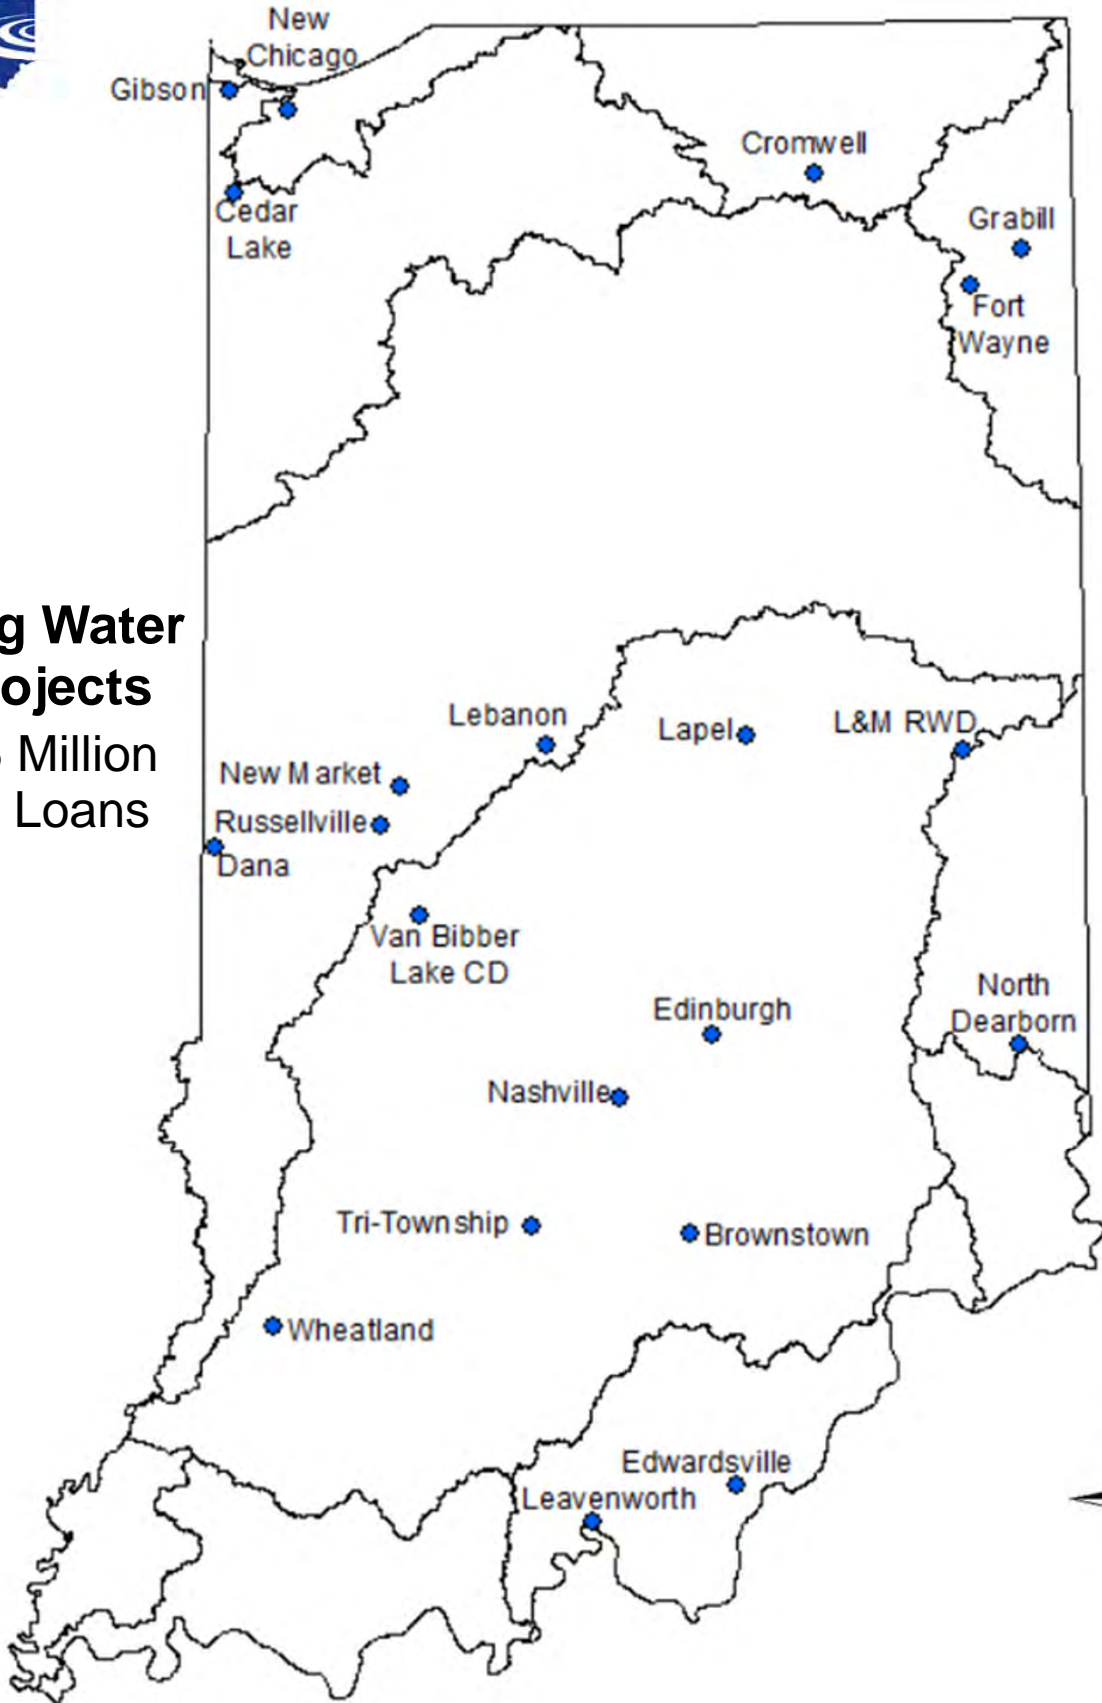 New
Chicago
Gibson
Cromwell
Cedar
Lake
Grabill
Fort
Wayne
g Water
ojects
Million
Loans
Lebanon
Lapel
L&M RWD
New Market
Russellville
Dana
Van Bibber
Lake CD
Edinburgh
North
Dearborn
Nashville
Tri-Township
Brownstown
Wheatland
Edwardsville
Leavenworth